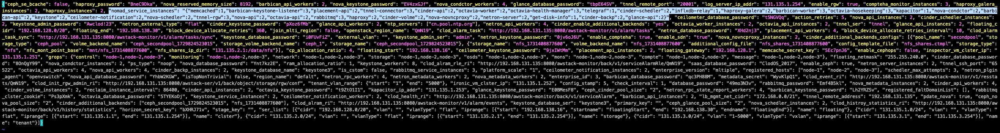 {"ceph_se_bcache": false, "haproxy_password": "BneC9Dka", "nova_reserved_memory_size": 8192, "barbican_api_workers": 2, "nova_keystone_password": "EV4zxGJf", "nova_condctor_workers": 4, "glance_database_password": "tbpE64SV", "tnnel_remote_port": "20001", "log_server_ip_addr": "131.135.1.254", "enable_rgw": true, "compteha_monitor_instances": 3, "haproxy_galera_
instances": 2, "haproxy_instances": 2, "nomad_service_instances": "{"memcached":1,"barbican-keystone-listener":3,"placement-api":2,"tnnel-connector":3,"cinder-api":2,"octavia-worker":2,"octavia-health-manager":3,"telegraf":1,"cinder-schedler":2,"inflxdb-relay":1,"haproxy-galera":2,"barbican-worker":3,"octavia-hosekeeping":3,"kapacitor":1,"nova-condctor":2,"barbi
can-api":2,"keystone":2,"ceilometer-notification":2,"nova-schedler":2,"tnnel-rgw":3,"nova-api":2,"octavia-api":2,"rabbitmq":3,"haproxy":2,"cinder-volme":2,"nova-novncproxy":2,"netron-server":2,"get-disk-info":1,"cinder-backp":2,"glance-api":2}", "ceilometer_database_password": "t5NGVQq", "action_retries": 5, "nova_api_instances": 2, "cinder_schedler_instances":
2, "keystone_admin_password": "Awclod!23", "netron_external_type": "flat", "cinder_keystone_password": "pXoz6fMb", "glance_api_workers": 2, "ntp_servers": ["cn.pool.ntp.org"], "netron_api_workers": 4, "cinder_enable_additional_backends": "yes", "octavia_worker_instances": 2, "octavia_api_instances": 2, "tnnel_ser": "tnnel", "glance_api_instances": 2, "floating_c
idr": "192.168.128.0/20", "floating_end": "192.168.138.30", "block_device_allocate_retries": 360, "join_mlti_region": false, "openstack_region_name": "QmN19", "clod_alarm_task": "http://192.168.131.135:8080/awstack-monitor/v1/alarm/tasks", "netron_database_password": "XHd2nj3", "placement_api_workers": 4, "block_device_allocate_retries_interval": 10, "clod_alarm
_task_sync": "http://192.168.131.135:8080/awstack-monitor/v1/alarm/tasks/sync", "keystone_database_password": "i0FUvFiZ", "external_vlan": "", "keystone_admin_ser": "admin", "netron_keystone_password": "0jv6oJ6U", "enable_compteha": true, "enable_sdn": "true", "nova_novncproxy_instances": 2, "cinder_additional_backends_configs": [{"pool_name": "secondpool", "sto
rage_type": "ceph_pool", "volme_backend_name": "ceph_secondpool_1729824523015", "storage_volme_backend_name": "ceph_1", "storage_name": "ceph_secondpool_1729824523015"}, {"storage_name": "nfs_1731408877600", "volme_backend_name": "nfs_1731408877600", "additional_config_file": "nfs_shares_1731408877600", "config_template_file": "nfs_shares.ctmpl", "storage_type":
"nfs", "nfs_mont_point_base": "mnt/nfs_1731408877600", "nfs_shares_ip_dir": "131.135.2.1:/data/nfs"}], "cp_allocation_ratio": 4, "floating_start": "192.168.138.16", "ceilometer_keystone_password": "9jxIWtMm", "placement_api_instances": 2, "floating_gateway": "192.168.128.1", "memcache_secret_key": "5Ec7pnJ6", "enable_cephops": false, "inspector_vm_clster_ip": "
131.135.1.251", "grops": {"control": "node-1,node-2,node-3", "monitoring": "node-1,node-2,node-3", "network": "node-1,node-2,node-3", "storage": "node-1,node-2,node-3", "osds": "node-1,node-2,node-3", "mons": "node-1,node-2,node-3", "compte": "node-1,node-2,node-3", "message": "node-1,node-2,node-3"}, "floating_netmask": "255.255.240.0", "cinder_database_passwor
d": "8OnQgY99", "nova_condctor_instances": 2, "ps_type": "noop", "nova_database_password": "Ynt7kz2E", "ram_allocation_ratio": 1, "keystone_workers": 8, "clod_alram_rle_ri": "http://192.168.131.135:8080/awstack-monitor/back/v1/serviceAlarmRle/QmN19", "saas_database_password": "ClodOS_2017", "enable_ceph": true, "netron_server_instances": 2, "tnnel_ssh_port": "65
522", "octavia_api_workers": 4, "nova_api_workers": 4, "cinder_backp_instances": 2, "keystone_database_name": "keystone3", "is_cstom": false, "rabbitmq_service_instances": 3, "platform_scale": "1", "ceilometer_notification_instances": 2, "enterprise_version": "mltiple", "registered_hosts": ["node-1", "node-2", "node-3"], "schedler_max_attempts": 3, "netron_plgin
_agent": "openvswitch", "nova_api_database_password": "YhbW2KGW", "isTopNonTrivial": false, "region_name": "defalt", "netron_rpc_workers": 4, "netron_metadata_workers": 2, "nova_metadata_workers": 2, "enterprise_id": 3, "barbican_database_password": "qc3PH88M", "metadata_secret": "WyvKlpQ1", "clod_event_ri": "http://192.168.131.135:8080/awstack-monitor/v1/ressta
ts/QmN19", "clod_init_rgw_admin_ri": "http://192.168.131.135:8080/awstack-ser/v1/back/object/storage/rgw/conf", "tenant_vlan_range": {"start": "1", "end": "5000"}, "ironic_vm_clster_ip": "131.135.1.252", "config_stamp": 5, "check_interval": 1, "database_password": "49mo3N3v", "rabbitmq_password": "Emf4B5kl", "nova_metadata_instances": 2, "cinder_api_workers": 4,
"cinder_volme_instances": 2, "reclaim_instance_interval": 86400, "cinder_api_instances": 2, "octavia_keystone_password": "t9ZtO1I1", "kapacitor_ip_addr": "131.135.1.253", "glance_keystone_password": "E0BMesF8", "ceph_cinder_pool_size": "2", "netron_rpc_state_report_workers": 4, "barbican_keystone_password": "Lh2YRZSv", "registered_faltDomainList": [], "rabbitmq
_clster_cookie": "Ps3pXmk", "octavia_database_password": "5TYEKoDj", "keystone_service_instances": 2, "ceilometer_notification_workers": 2, "clod_health_ri": "http://192.168.131.135:8080/awstack-monitor/back/v1/serviceAlarm", "barbican_api_instances": 2, "lb_mgmt_net_cidr": "172.168.0.0/21", "tnnel_remote_address": "192.168.131.135", "pdate_nova": true, "ceph_no
va_pool_size": "2", "cinder_additional_backends": ["ceph_secondpool_1729824523015", "nfs_1731408877600"], "clod_alram_ri": "http://192.168.131.135:8080/awstack-monitor/v1/alarm/events", "keystone_database_ser": "keystone3", "primary_key": "", "ceph_glance_pool_size": "2", "nova_schedler_instances": 2, "clod_histroy_statistics_ri": "http://192.168.131.135:8080/aw
stack-monitor/back/v1/history/statistics", "horizon_secret_key": "bXHRJ71v", "stage_key": "", "ser_list": [{"cidr": "192.168.128.0/20", "vlan": "", "vlanType": "flat", "iprange": [{"start": "192.168.138.16", "startname": "floatingStart", "end": "192.168.138.30", "endname": "floatingEnd"}], "name": "floating"}, {"cidr": "131.135.1.0/24", "vlan": "", "vlanType": "
flat", "iprange": [{"start": "131.135.1.1", "end": "131.135.1.254"}], "name": "clster"}, {"cidr": "131.135.2.0/24", "vlan": "", "vlanType": "flat", "iprange": [{"start": "131.135.2.1", "end": "131.135.2.254"}], "name": "storage"}, {"cidr": "131.135.3.0/24", "vlan": "1-5000", "vlanType": "vxlan", "iprange": [{"start": "131.135.3.1", "end": "131.135.3.254"}], "nam
e": "tenant"}]}
~